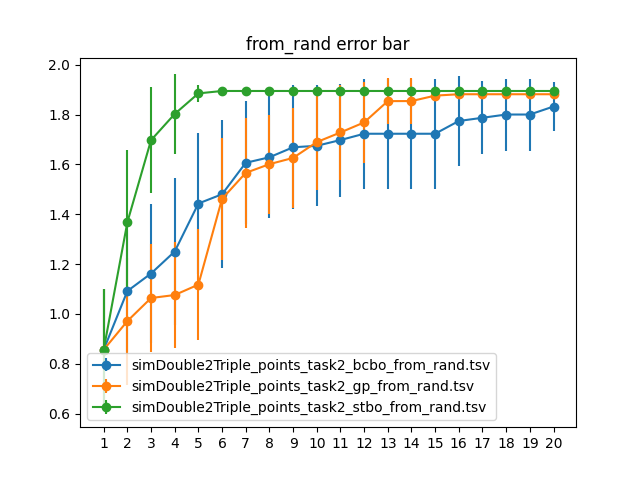 from_rand error bar
2.0
1.8
1.6
1.4
1.2
1.0
0.8
0.6
simDouble2Triple_points_task2_bcbo_from_rand.tsv
simDouble2Triple_points_task2_gp_from_rand.tsv
simDouble2Triple_points_task2_stbo_from_rand.tsv
1 2 3 4 5 6 7 8 9 10 11 12 13 14 15 16 17 18 19 20